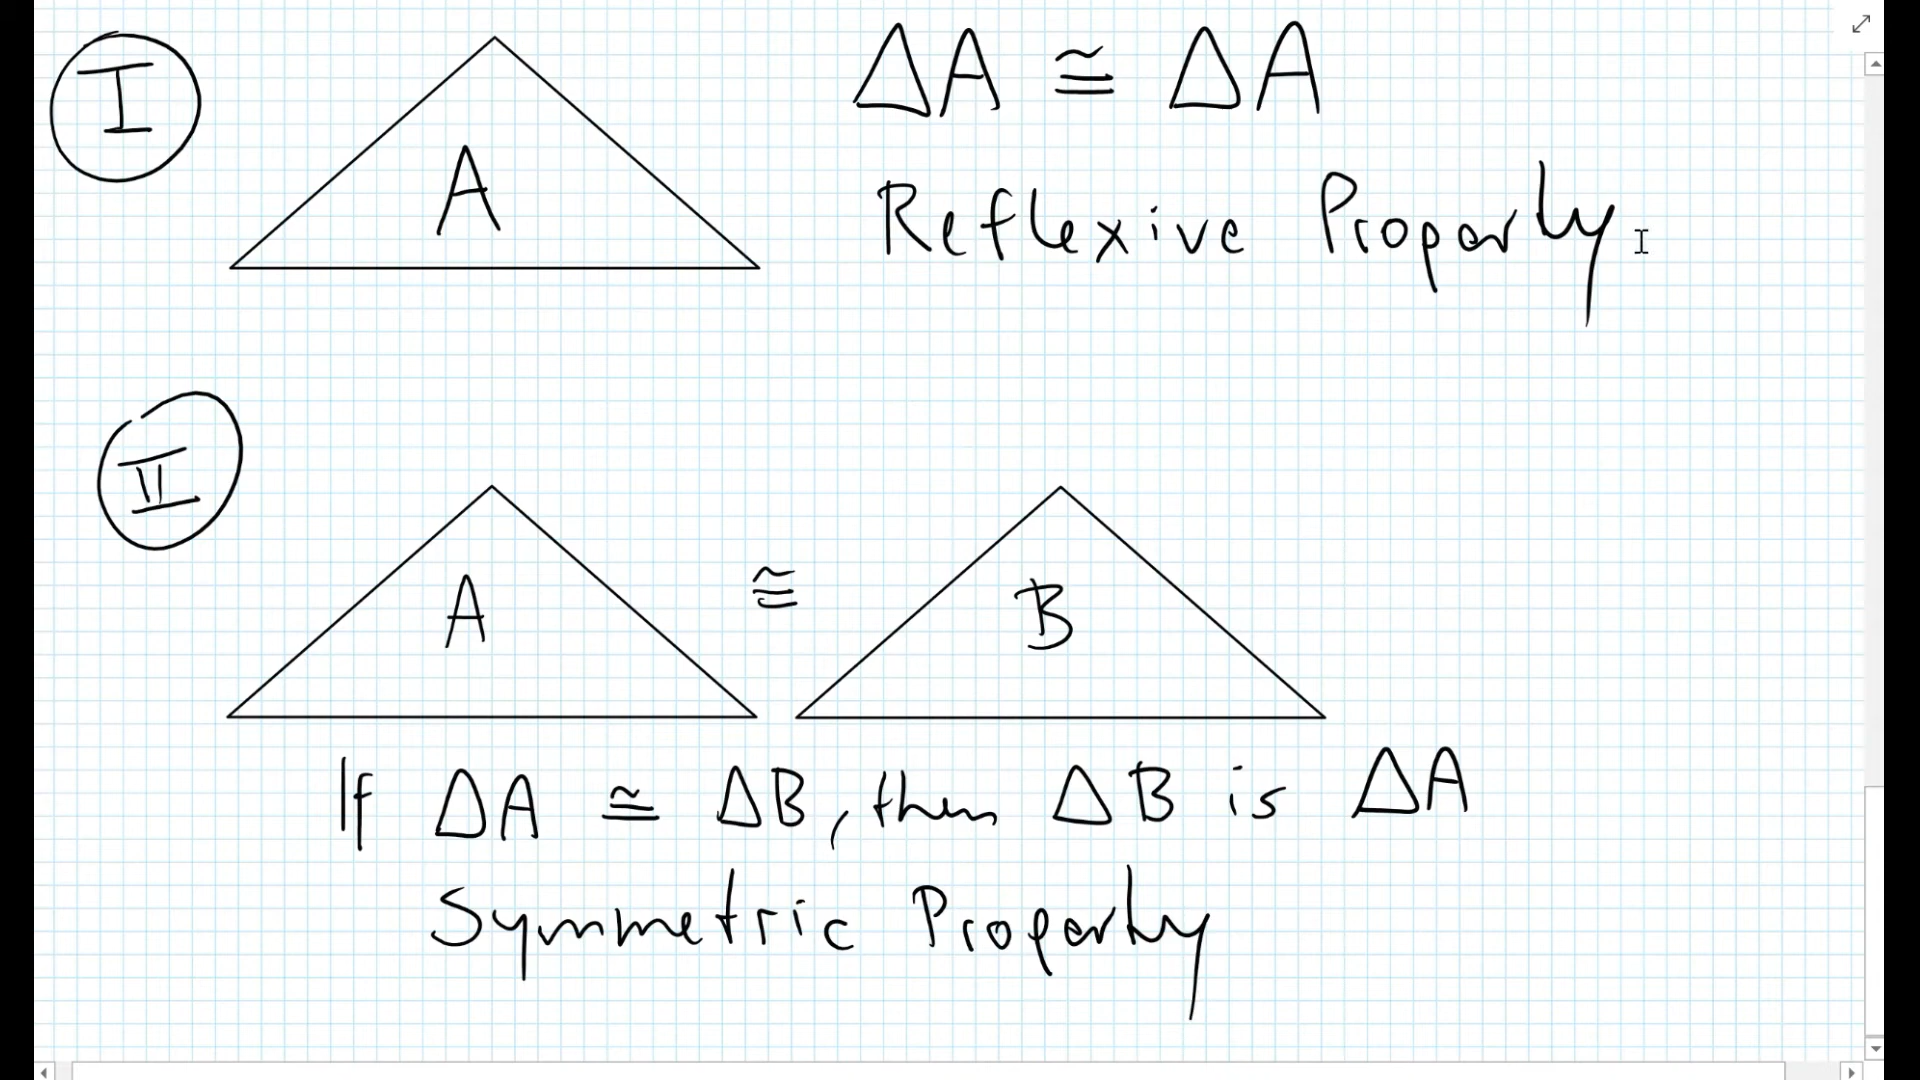 I
A
ΔA ≅ ΔA
Reflexive Property
II
A ≅ B
If ΔA ≅ ΔB, then ΔB is ΔA
Symmetric Property